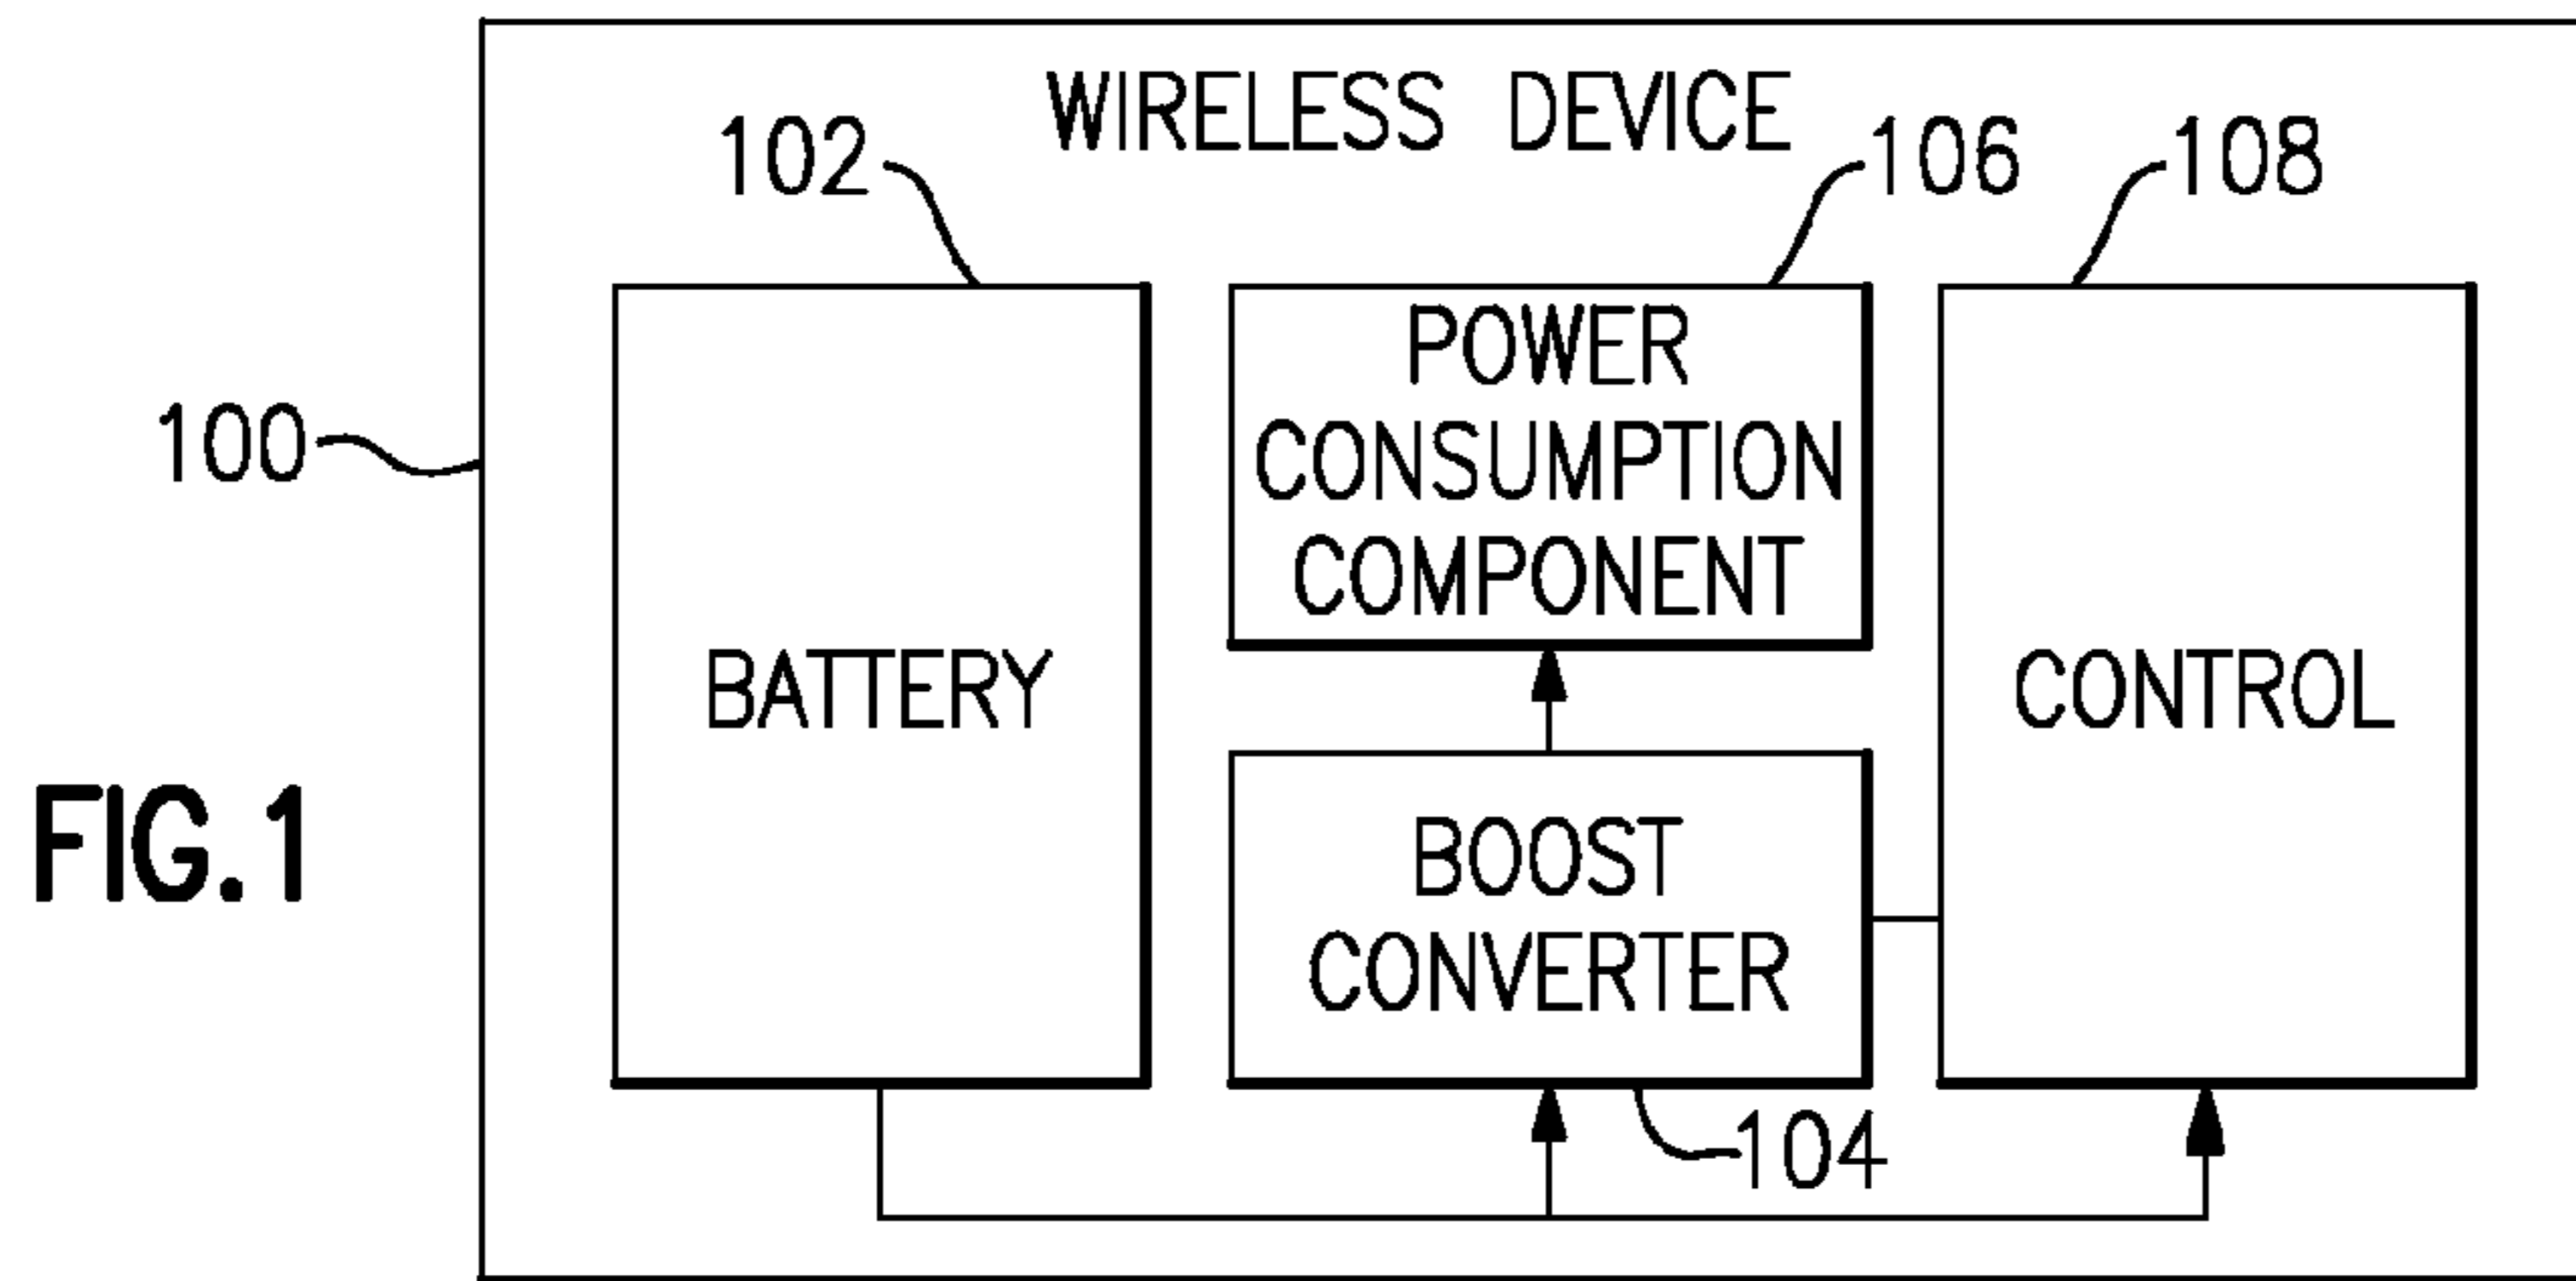 WIRELESS DEVICE
102
106
108
100
POWER
CONSUMPTION
COMPONENT
BATTERY
CONTROL
FIG.1
BOOST
CONVERTER
104